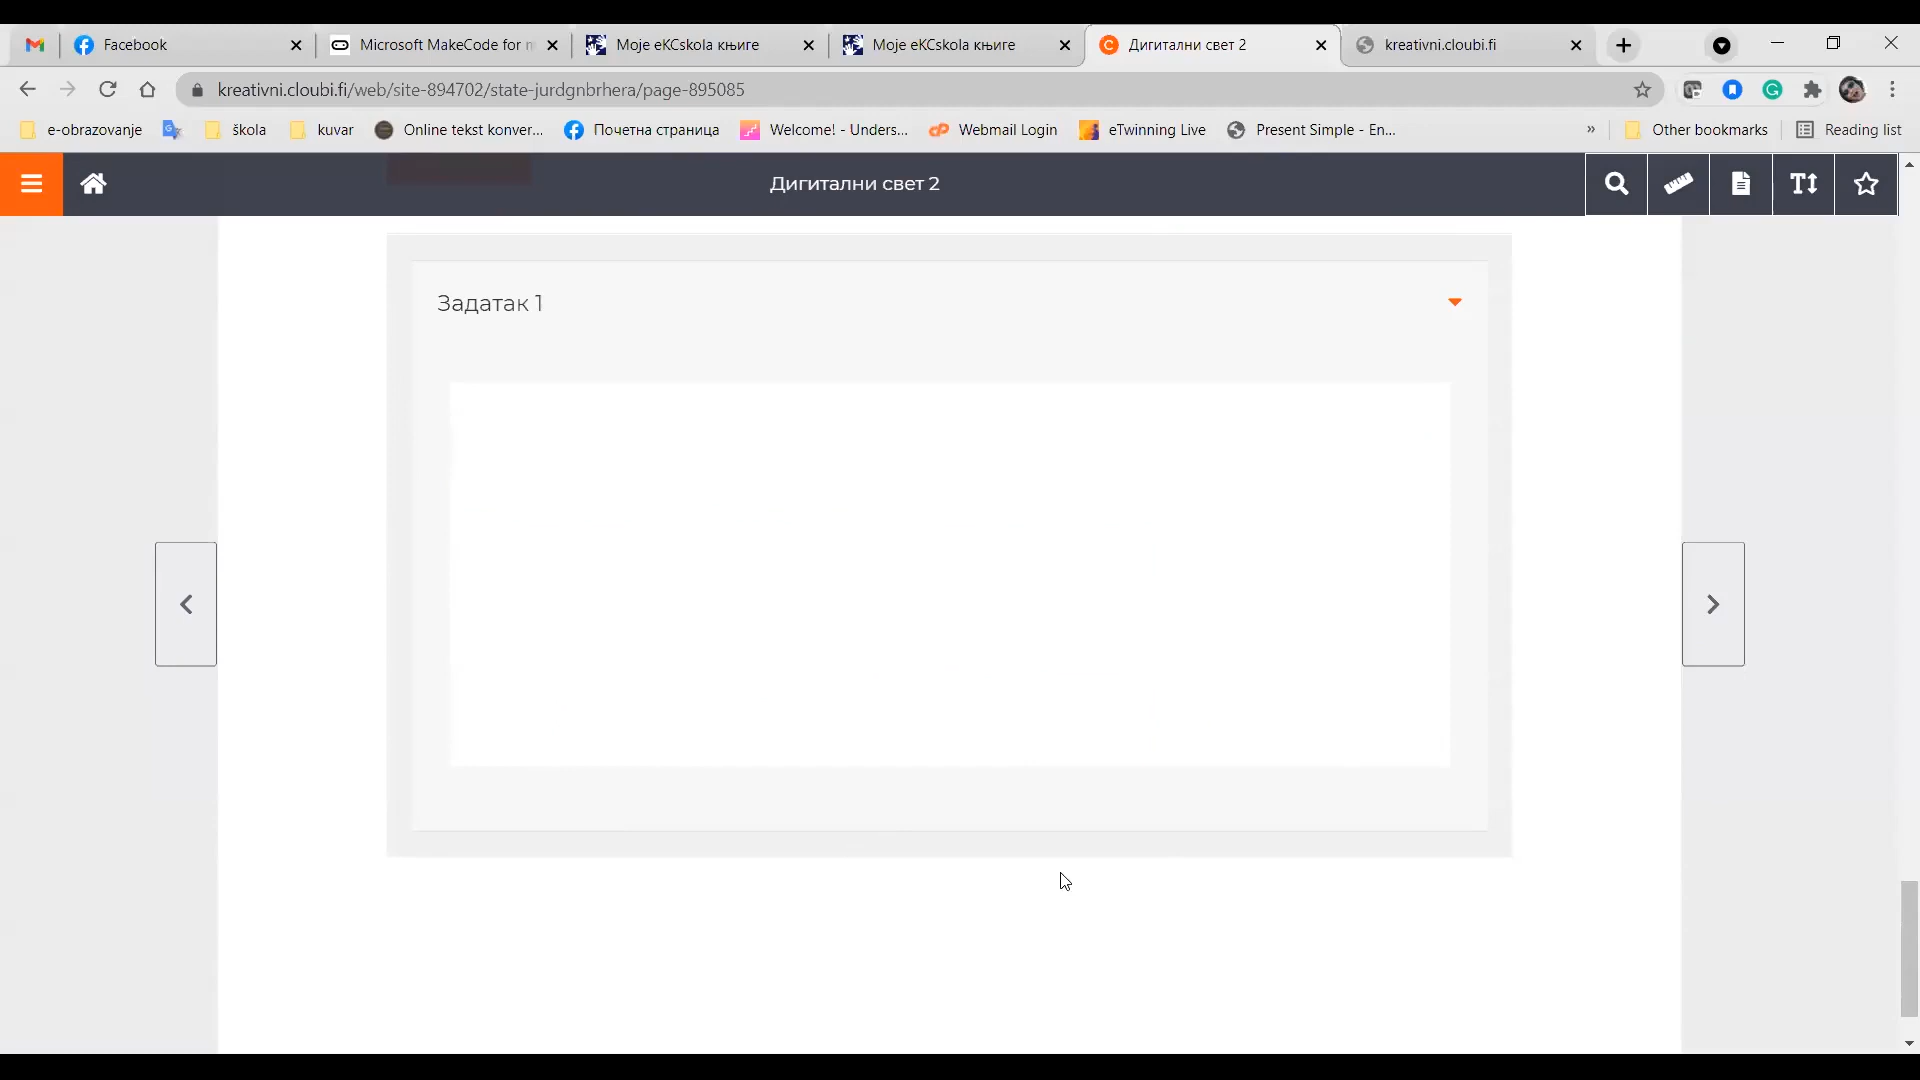 Facebook
Microsoft MakeCode for m
Moje eKCskola књиге
Moje eKCskola књиге
Дигитални свет 2
kreativni.cloubi.fi
kreativni.cloubi.fi/web/site-894702/state-jurdgnbrhera/page-895085
e-obrazovanje
škola
kuvar
Online tekst konver...
Почетна страница
Welcome! - Unders...
Webmail Login
eTwinning Live
Present Simple - En...
»
Other bookmarks
Reading list
Дигитални свет 2
Задатак 1